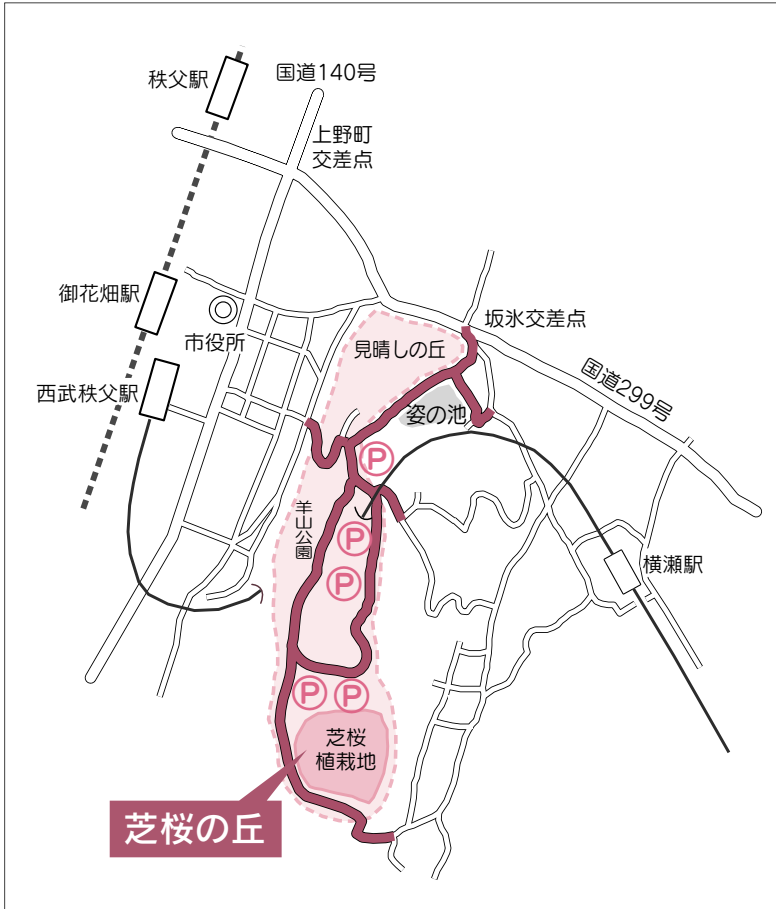 秩父駅
国道140号
上野町
交差点
御花畑駅
市役所
坂氷交差点
見晴しの丘
国道299号
西武秩父駅
姿の池
P
羊山公園
P
横瀬駅
P
P
P
芝桜
植栽地
芝桜の丘